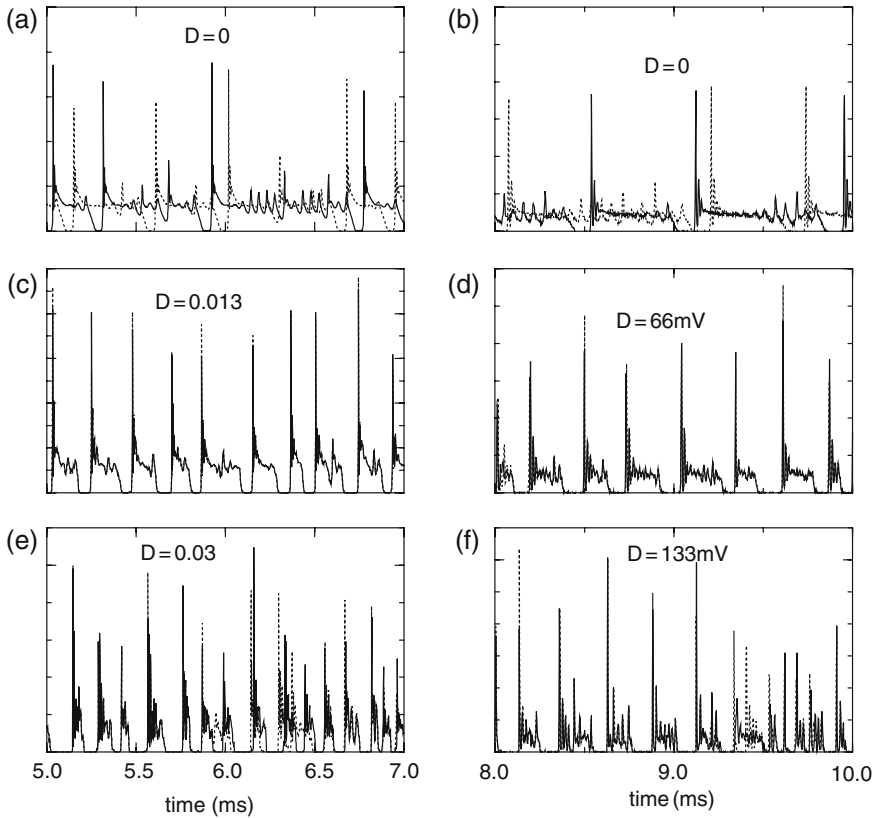 (a)
D=0
(b)
D=0
(c)
D=0.013
(d)
D=66mV
(e)
D=0.03
(f)
D=133mV
5.0 5.5 6.0 6.5 7.0
time (ms)
8.0 9.0 10.0
time (ms)